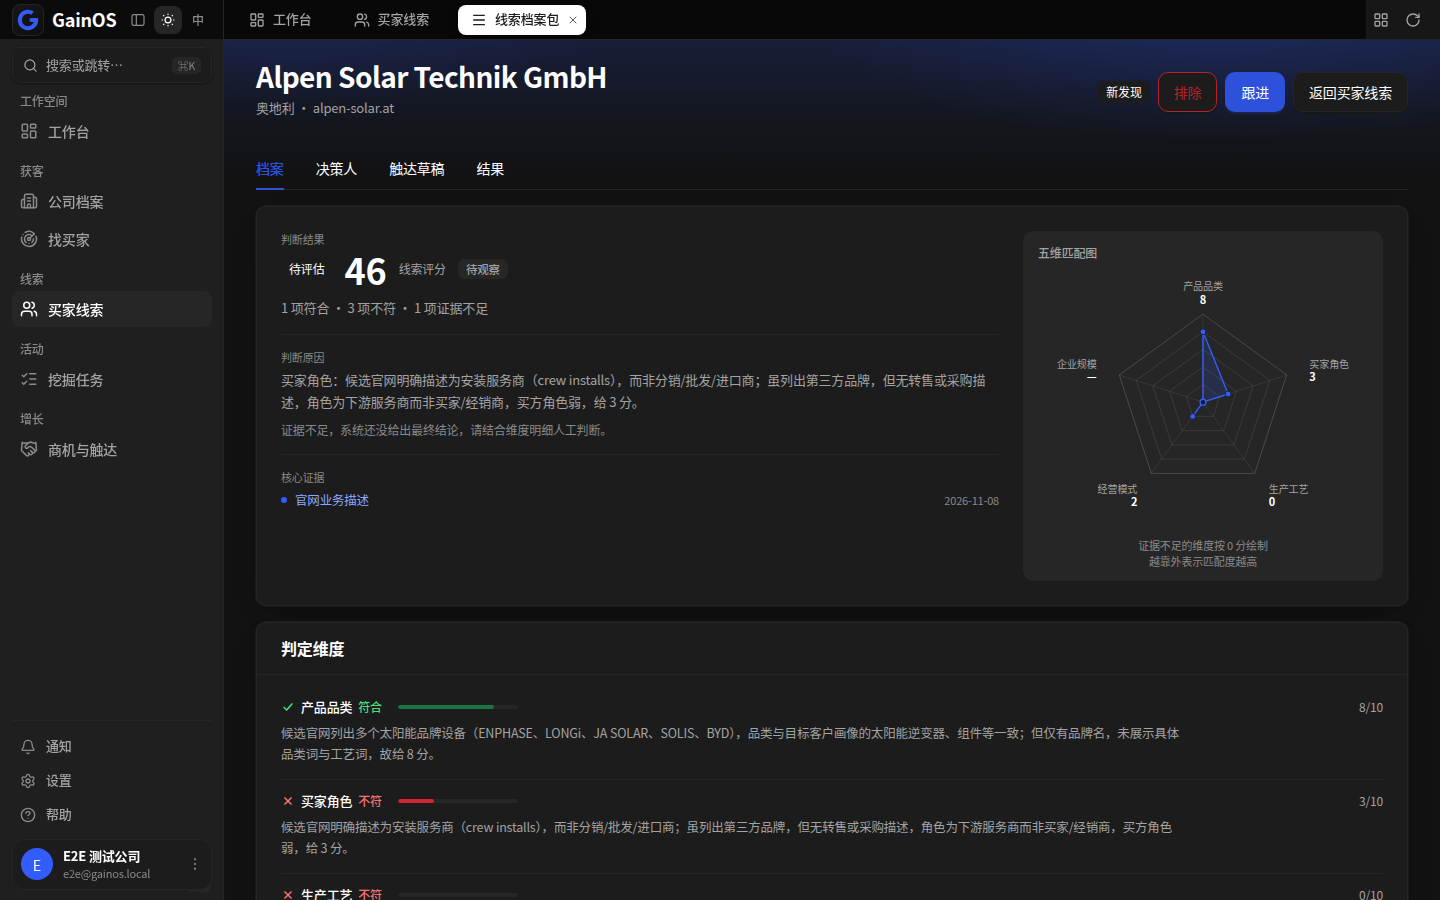 GainOS
中
工作台
买家线索
线索档案包
搜索或跳转…
⌘K
工作空间
工作台
获客
公司档案
找买家
线索
买家线索
活动
挖掘任务
增长
商机与触达
通知
设置
帮助
E
E2E 测试公司
e2e@gainos.local
Alpen Solar Technik GmbH
奥地利 • alpen-solar.at
新发现
排除
跟进
返回买家线索
档案
决策人
触达草稿
结果
判断结果
待评估
46
线索评分
待观察
1 项符合 • 3 项不符 • 1 项证据不足
判断原因
买家角色：候选官网明确描述为安装服务商（crew installs），而非分销/批发/进口商；虽列出第三方品牌，但无转售或采购描
述，角色为下游服务商而非买家/经销商，买方角色弱，给 3 分。
证据不足，系统还没给出最终结论，请结合维度明细人工判断。
核心证据
官网业务描述
2026-11-08
五维匹配图
产品品类
8
企业规模
—
买家角色
3
经营模式
2
生产工艺
0
证据不足的维度按 0 分绘制
越靠外表示匹配度越高
判定维度
产品品类 符合
8/10
候选官网列出多个太阳能品牌设备（ENPHASE、LONGi、JA SOLAR、SOLIS、BYD），品类与目标客户画像的太阳能逆变器、组件等一致；但仅有品牌名，未展示具体
品类词与工艺词，故给 8 分。
买家角色 不符
3/10
候选官网明确描述为安装服务商（crew installs），而非分销/批发/进口商；虽列出第三方品牌，但无转售或采购描述，角色为下游服务商而非买家/经销商，买方角色
弱，给 3 分。
生产工艺 不符
0/10